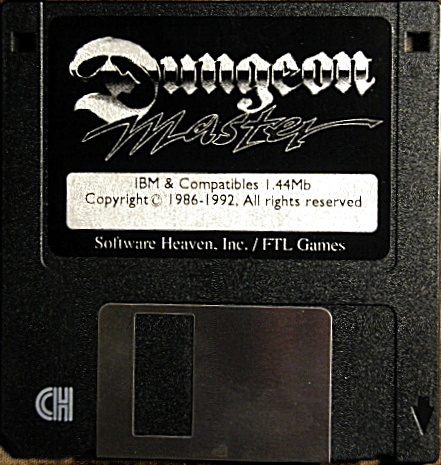 Dungeon
Master
IBM & Compatibles 1.44Mb
Copyright © 1986-1992, All rights reserved
Software Heaven, Inc. / FTL Games
CH